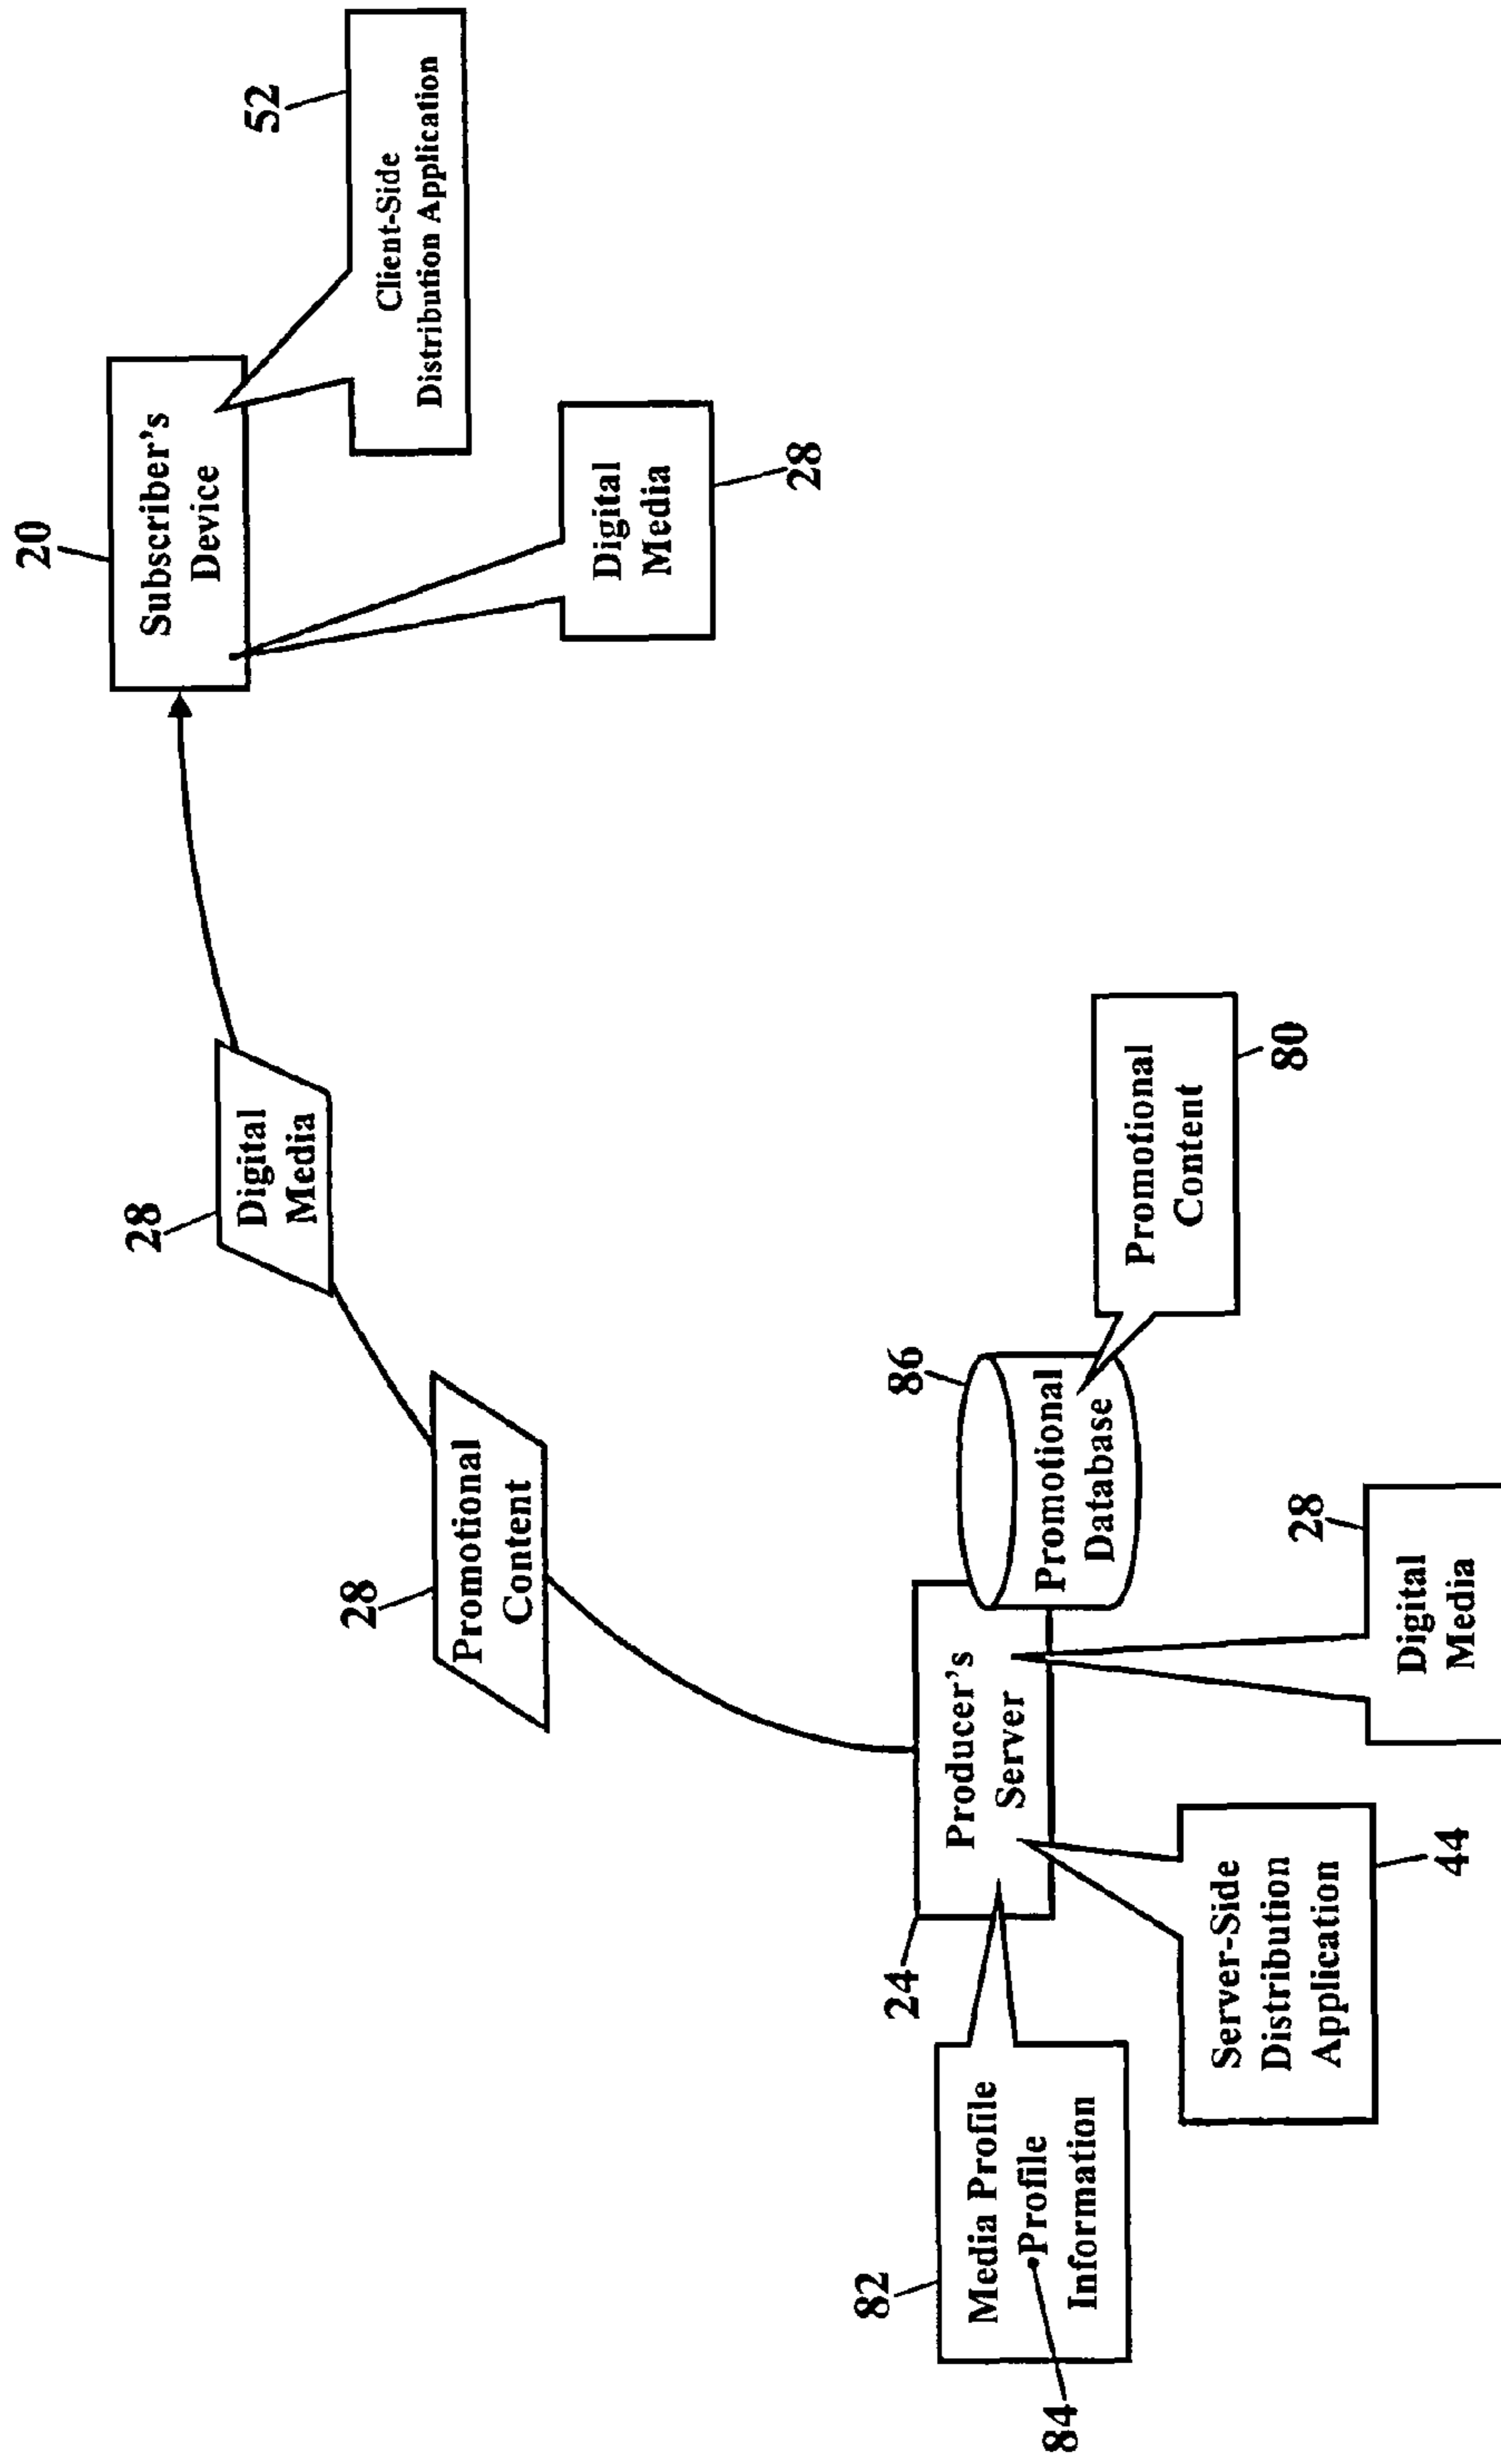 20
Subscriber's
Device
52
Client-Side
Distribution Application
Digital
Media
28
28
Digital
Media
28
Promotional
Content
86
Promotional
Database
Promotional
Content
80
24
Producer's
Server
28
Digital
Media
82
Media Profile
•Profile
Information
84
Server-Side
Distribution
Application
44